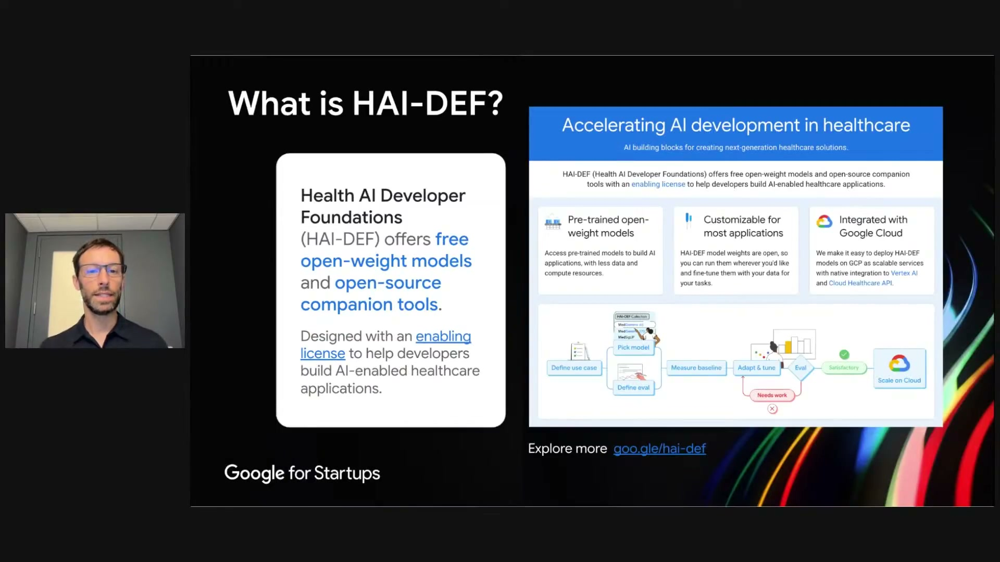 What is HAI-DEF?
Health AI Developer
Foundations
(HAI-DEF) offers free
open-weight models
and open-source
companion tools.
Designed with an enabling
license to help developers
build AI-enabled healthcare
applications.
Google for Startups
Accelerating AI development in healthcare
AI building blocks for creating next-generation healthcare solutions.
HAI-DEF (Health AI Developer Foundations) offers free open-weight models and open-source companion
tools with an enabling license to help developers build AI-enabled healthcare applications.
Pre-trained open-
weight models
Access pre-trained models to build AI
applications, with less data and
compute resources.
Customizable for
most applications
HAI-DEF model weights are open, so
you can run them wherever you'd like
and fine-tune them with your data for
your tasks.
Integrated with
Google Cloud
We make it easy to deploy HAI-DEF
models on GCP as scalable services
with native integration to Vertex AI
and Cloud Healthcare API.
Define use case
HAI-DEF Collection
MedGemma 4B
MedSigLIP
Pick model
Define eval
Measure baseline
Adapt & tune
Eval
Needs work
Satisfactory
Scale on Cloud
Explore more goo.gle/hai-def